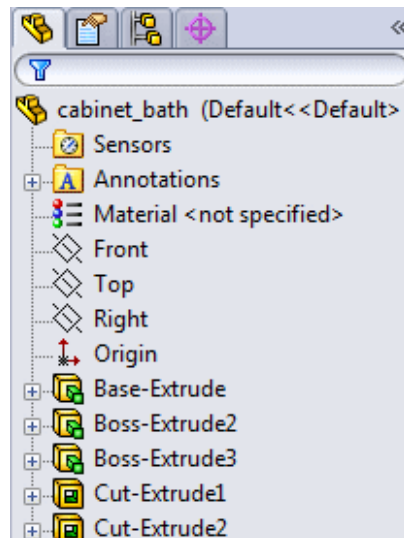 cabinet_bath (Default<<Default>
Sensors
Annotations
Material <not specified>
Front
Top
Right
Origin
Base-Extrude
Boss-Extrude2
Boss-Extrude3
Cut-Extrude1
Cut-Extrude2